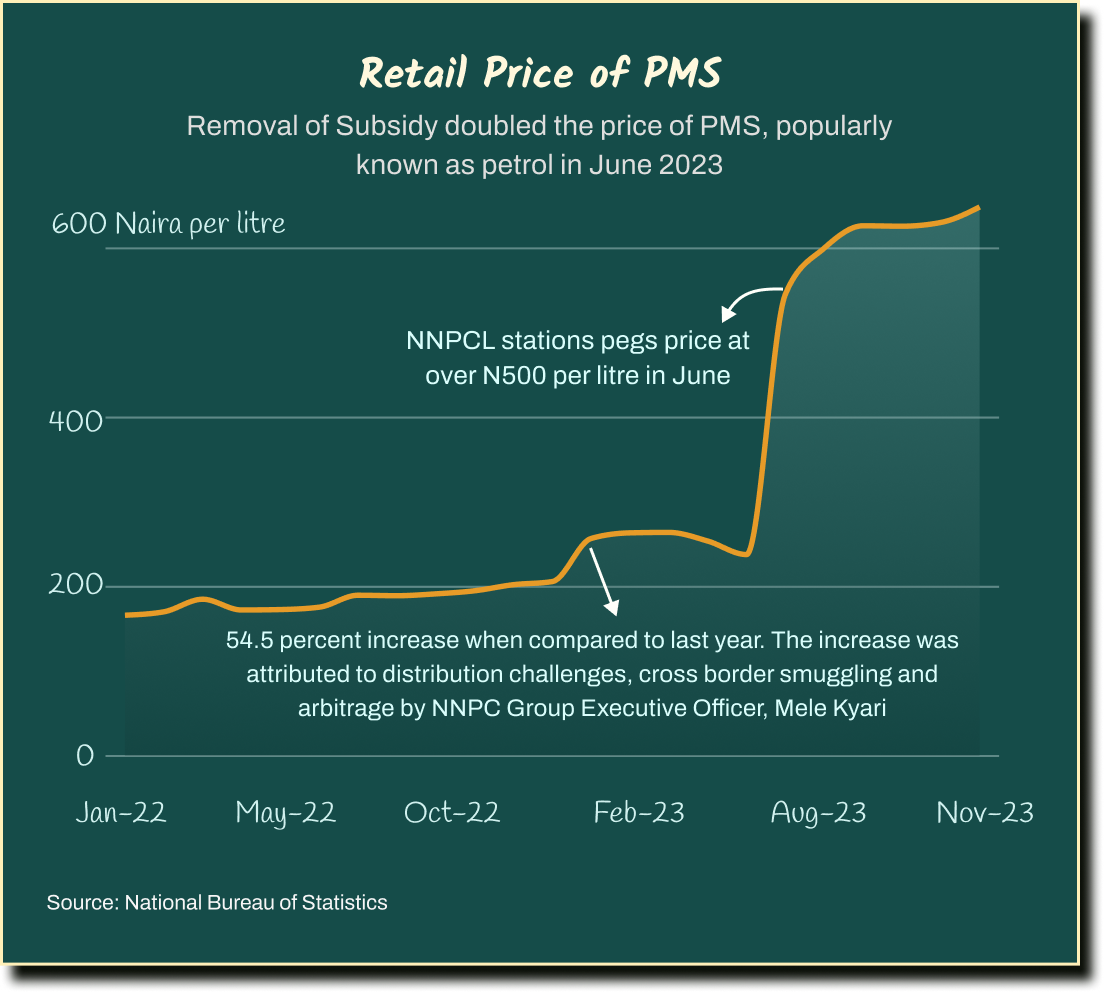 Retail Price of PMS
Removal of Subsidy doubled the price of PMS, popularly
known as petrol in June 2023
600 Naira per litre
NNPCL stations pegs price at
over N500 per litre in June
400
200
54.5 percent increase when compared to last year. The increase was
attributed to distribution challenges, cross border smuggling and
arbitrage by NNPC Group Executive Officer, Mele Kyari
0
Jan-22 May-22 Oct-22 Feb-23 Aug-23 Nov-23
Source: National Bureau of Statistics